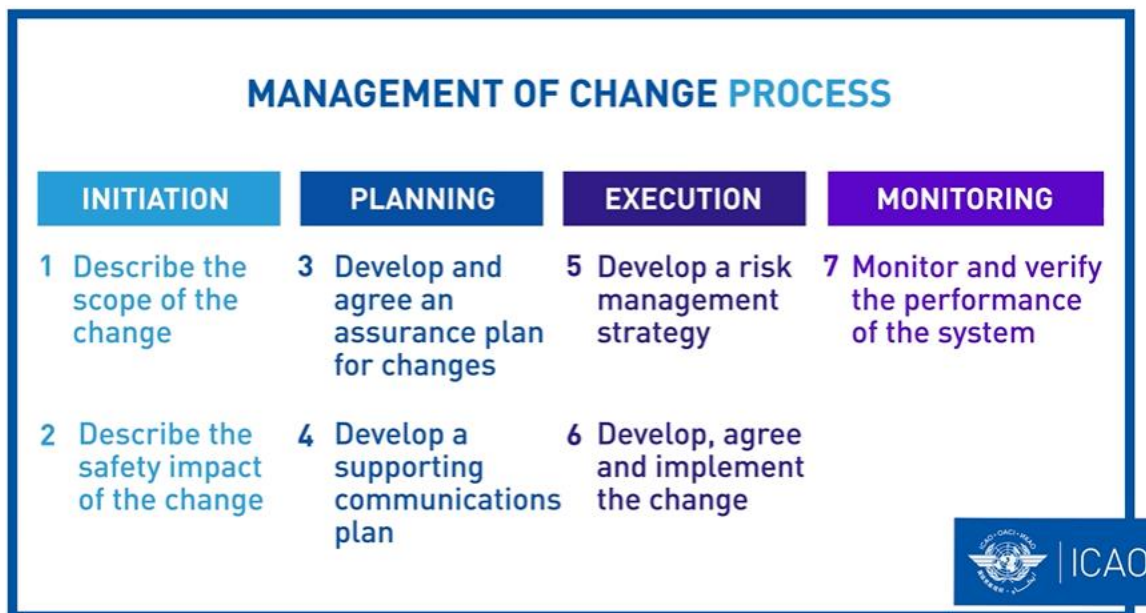 MANAGEMENT OF CHANGE PROCESS
INITIATION
1 Describe the
scope of the
change
2 Describe the
safety impact
of the change
PLANNING
3 Develop and
agree an
assurance plan
for changes
4 Develop a
supporting
communications
plan
EXECUTION
5 Develop a risk
management
strategy
6 Develop, agree
and implement
the change
MONITORING
7 Monitor and verify
the performance
of the system
ICAO